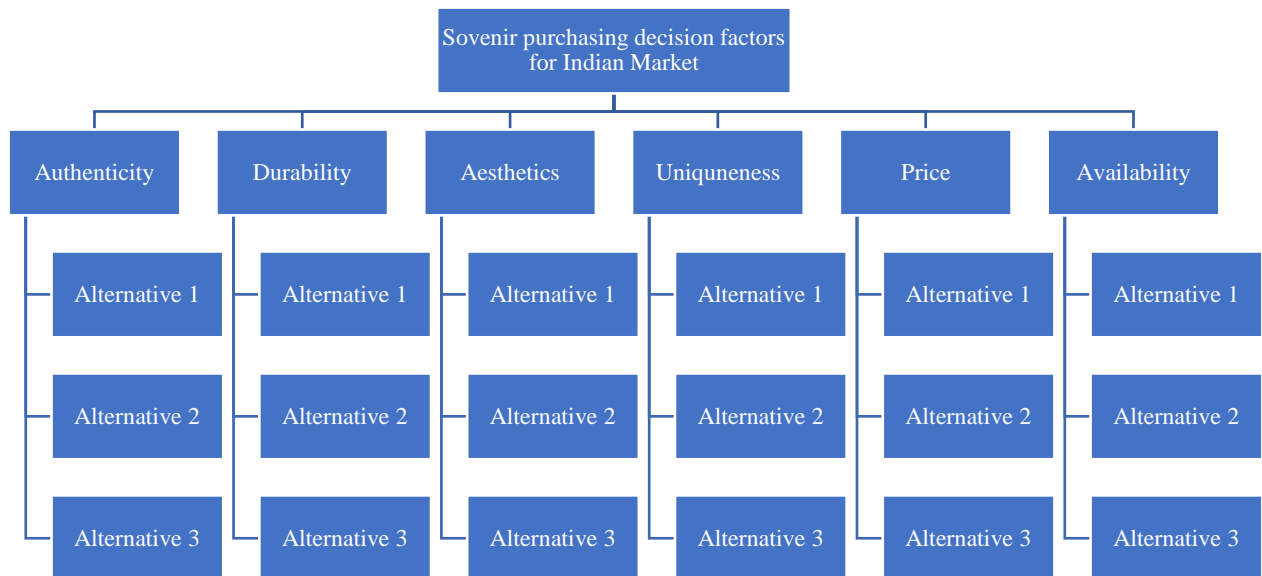 Sovenir purchasing decision factors
for Indian Market
Authenticity
Durability
Aesthetics
Uniquneness
Price
Availability
Alternative 1
Alternative 1
Alternative 1
Alternative 1
Alternative 1
Alternative 1
Alternative 2
Alternative 2
Alternative 2
Alternative 2
Alternative 2
Alternative 2
Alternative 3
Alternative 3
Alternative 3
Alternative 3
Alternative 3
Alternative 3